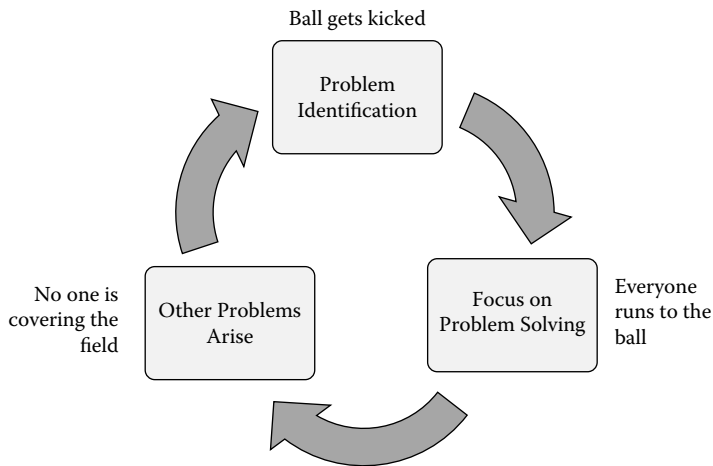 Ball gets kicked
Problem
Identification
No one is
covering the
field
Other Problems
Arise
Focus on
Problem Solving
Everyone
runs to the
ball